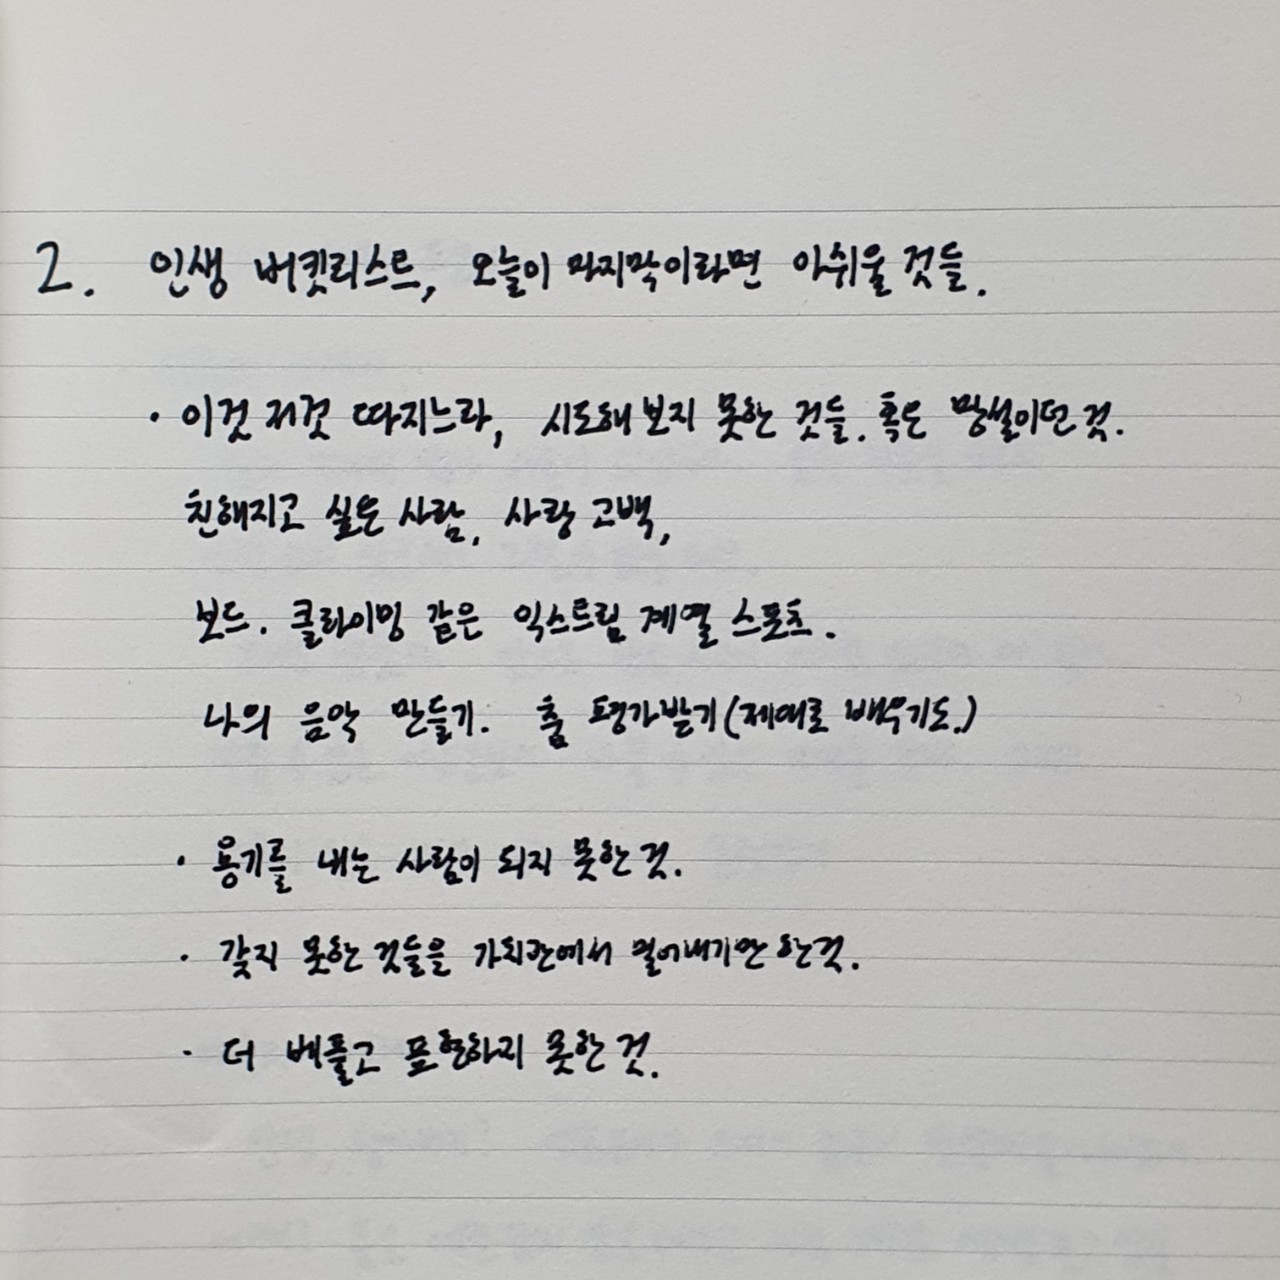 2. 인생 버킷리스트, 오늘이 마지막이라면 아쉬울 것들.
· 이것 저것 따지느라, 시도해 보지 못한 것들. 혹은 망설이던 것.
친해지고 싶은 사람, 사랑 고백,
보드. 클라이밍 같은 익스트림 계열 스포츠.
나의 음악 만들기. 춤 평가받기(제대로 배우기도.)
· 용기를 내는 사람이 되지 못한 것.
· 갖지 못한 것들을 가치관에서 덜어내기만 한것.
· 더 베풀고 표현하지 못한 것.